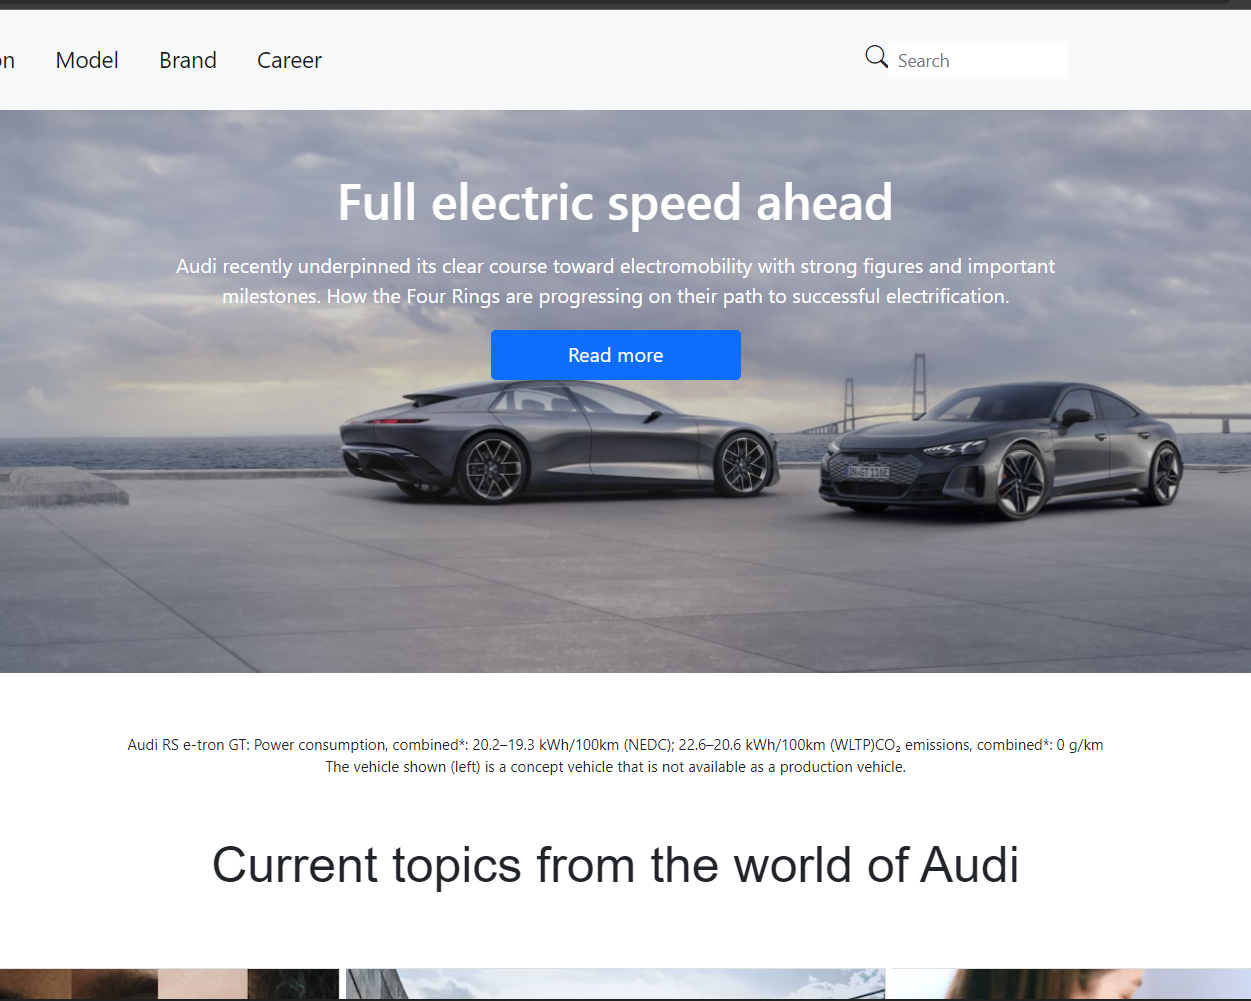 on Model Brand Career Search
Full electric speed ahead
Audi recently underpinned its clear course toward electromobility with strong figures and important
milestones. How the Four Rings are progressing on their path to successful electrification.
Read more
IN·GT 116E
Audi RS e-tron GT: Power consumption, combined*: 20.2–19.3 kWh/100km (NEDC); 22.6–20.6 kWh/100km (WLTP)CO₂ emissions, combined*: 0 g/km
The vehicle shown (left) is a concept vehicle that is not available as a production vehicle.
Current topics from the world of Audi